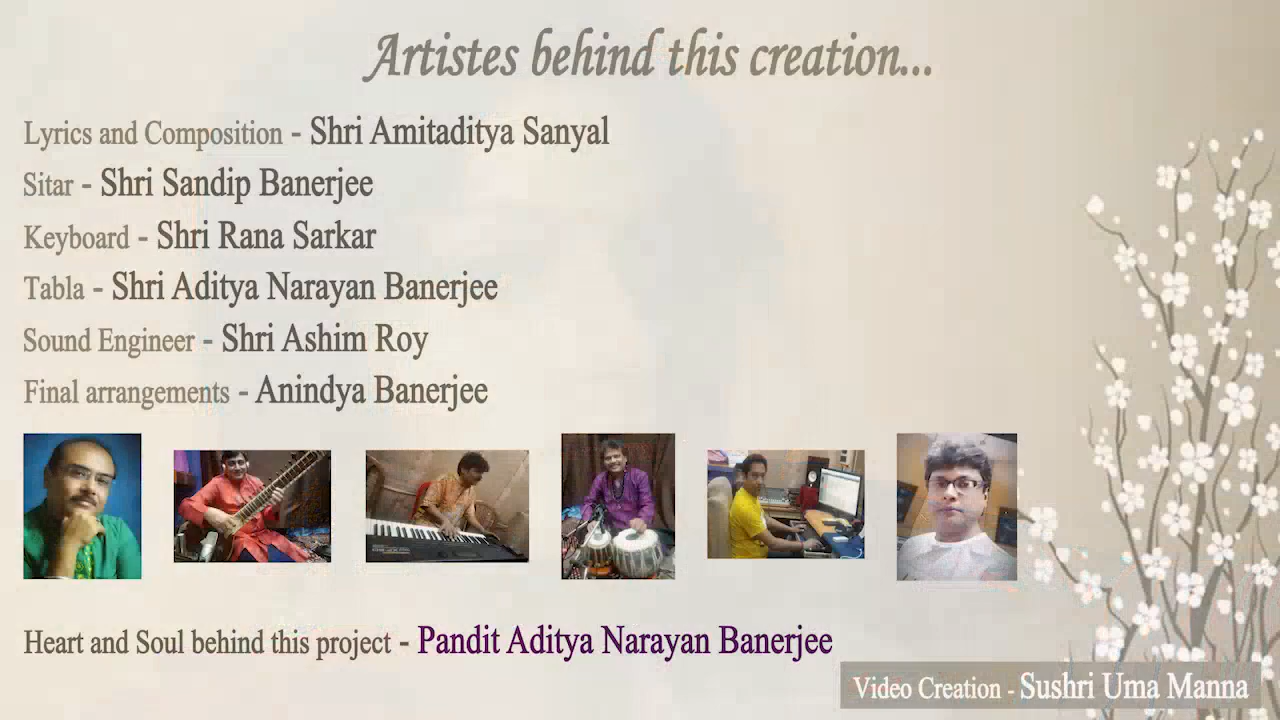 Artistes behind this creation...
Lyrics and Composition - Shri Amitaditya Sanyal
Sitar - Shri Sandip Banerjee
Keyboard - Shri Rana Sarkar
Tabla - Shri Aditya Narayan Banerjee
Sound Engineer - Shri Ashim Roy
Final arrangements - Anindya Banerjee
Heart and Soul behind this project - Pandit Aditya Narayan Banerjee
Video Creation - Sushri Uma Manna